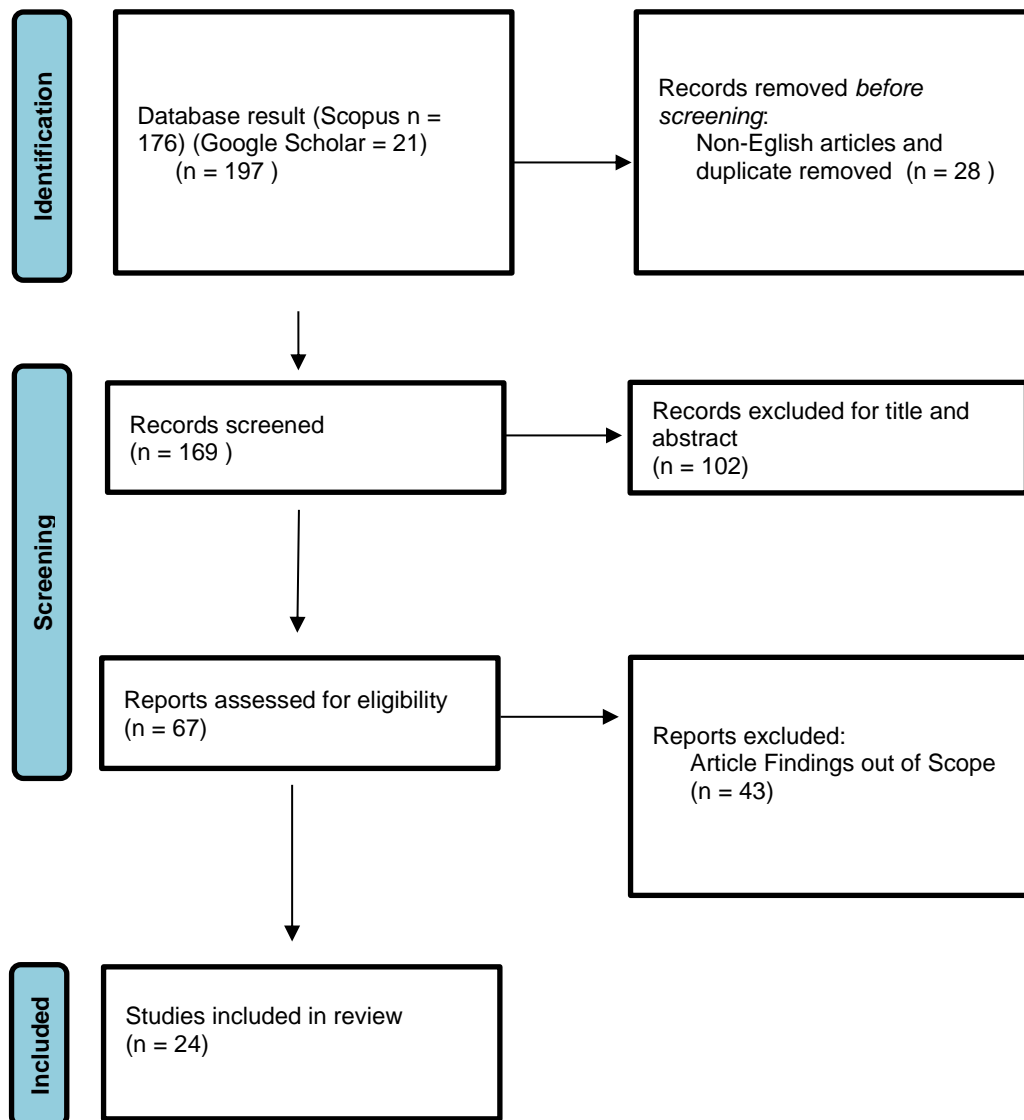 Identification
Database result (Scopus n =
176) (Google Scholar = 21)
(n = 197 )
Records removed before
screening:
Non-Eglish articles and
duplicate removed  (n = 28 )
Screening
Records screened
(n = 169 )
Records excluded for title and
abstract
(n = 102)
Reports assessed for eligibility
(n = 67)
Reports excluded:
Article Findings out of Scope
(n = 43)
Included
Studies included in review
(n = 24)